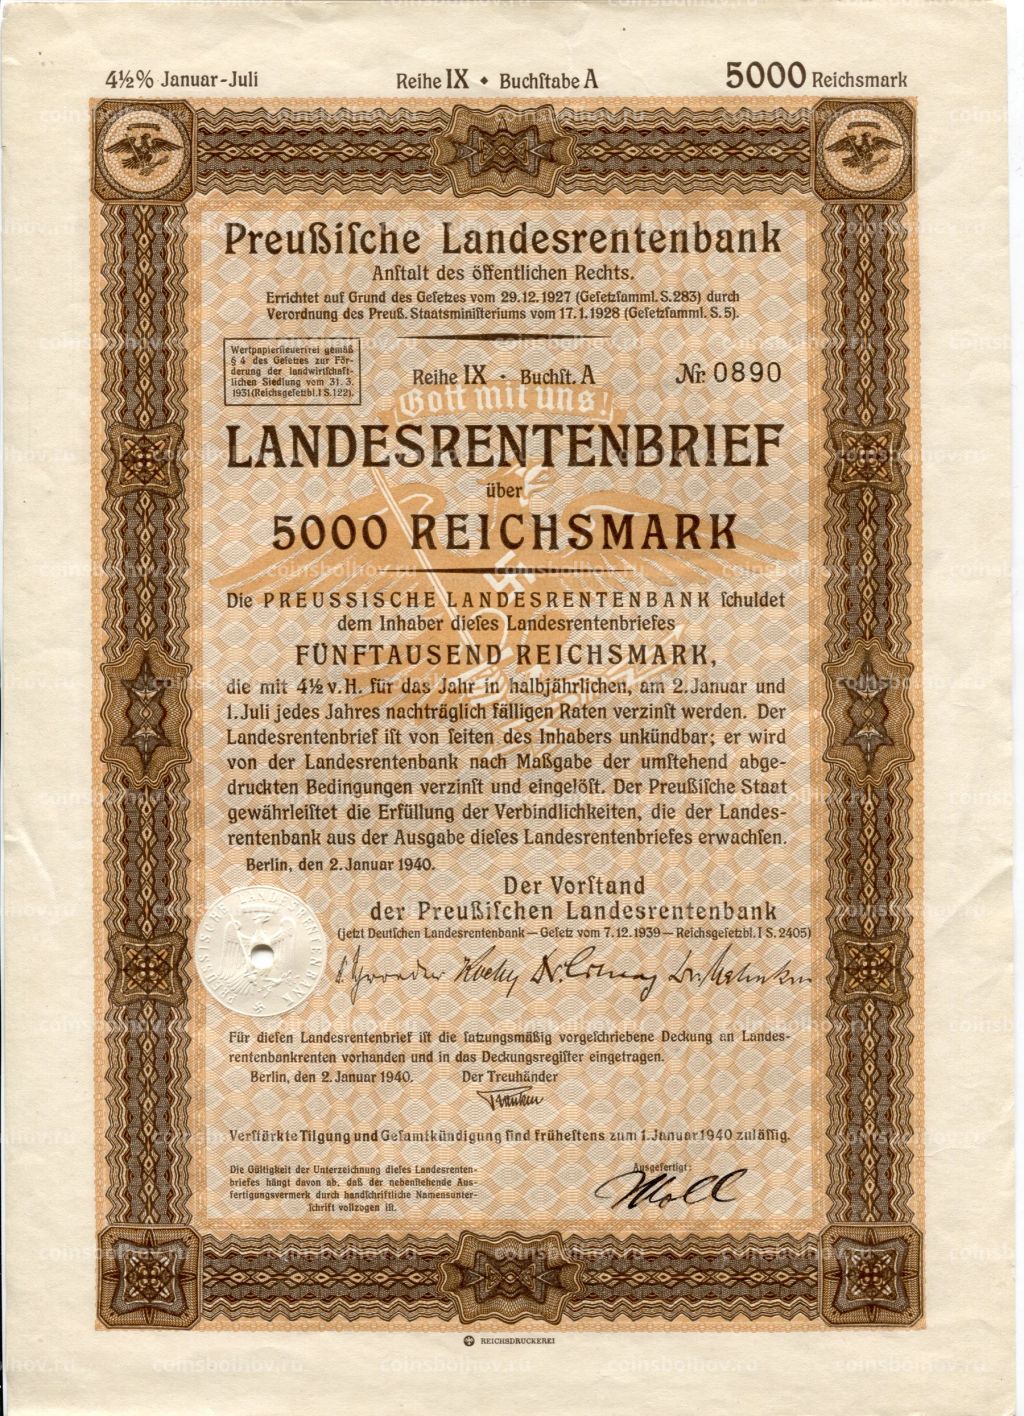 4½% Januar-Juli Reihe IX • Buchſtabe A 5000 Reichsmark
Preußiſche Landesrentenbank
Anſtalt des öffentlichen Rechts.
Errichtet auf Grund des Geſetzes vom 29.12.1927 (Geſetzſamml. S.283) durch
Verordnung des Preuß. Staatsminiſteriums vom 17.1.1928 (Geſetzſamml. S.5).
Wertpapierſteuerfrei gemäß
§ 4 des Geſetzes zur För-
derung der landwirtſchaft-
lichen Siedlung vom 31.3.
1931 (Reichsgeſetzbl. I S.122).
Reihe IX • Buchſt. A Nr. 0890
Gott mit uns!
LANDESRENTENBRIEF
über
5000 REICHSMARK
Die PREUSSISCHE LANDESRENTENBANK ſchuldet
dem Inhaber dieſes Landesrentenbriefes
FÜNFTAUSEND REICHSMARK,
die mit 4½ v.H. für das Jahr in halbjährlichen, am 2. Januar und
1. Juli jedes Jahres nachträglich fälligen Raten verzinſt werden. Der
Landesrentenbrief iſt von ſeiten des Inhabers unkündbar; er wird
von der Landesrentenbank nach Maßgabe der umſtehend abge-
druckten Bedingungen verzinſt und eingelöſt. Der Preußiſche Staat
gewährleiſtet die Erfüllung der Verbindlichkeiten, die der Landes-
rentenbank aus der Ausgabe dieſes Landesrentenbriefes erwachſen.
Berlin, den 2. Januar 1940.
Der Vorſtand
der Preußiſchen Landesrentenbank
(jetzt Deutſchen Landesrentenbank — Geſetz vom 7.12.1939 — Reichsgeſetzbl. I S. 2405)
PREUSSISCHE LANDESRENTENBANK
Für dieſen Landesrentenbrief iſt die ſatzungsmäßig vorgeſchriebene Deckung an Landes-
rentenbankrenten vorhanden und in das Deckungsregiſter eingetragen.
Berlin, den 2. Januar 1940. Der Treuhänder
Verſtärkte Tilgung und Geſamtkündigung ſind früheſtens zum 1. Januar 1940 zuläſſig.
Die Gültigkeit der Unterzeichnung dieſes Landesrenten-
briefes hängt davon ab, daß der nebenſtehende Aus-
fertigungsvermerk durch handſchriftliche Namensunter-
ſchrift vollzogen iſt.
Ausgefertigt:
Moll
REICHSDRUCKEREI
coinsbolhov.ru